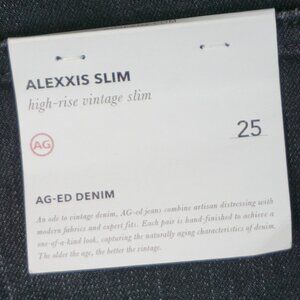 ALEXXIS SLIM
high-rise vintage slim
AG
25
AG-ED DENIM
An ode to vintage denim, AG-ed jeans combine artisan distressing with
modern fabrics and expert fits. Each pair is hand-finished to achieve a
one-of-a-kind look, capturing the naturally aging characteristics of denim.
The older the age, the better the vintage.